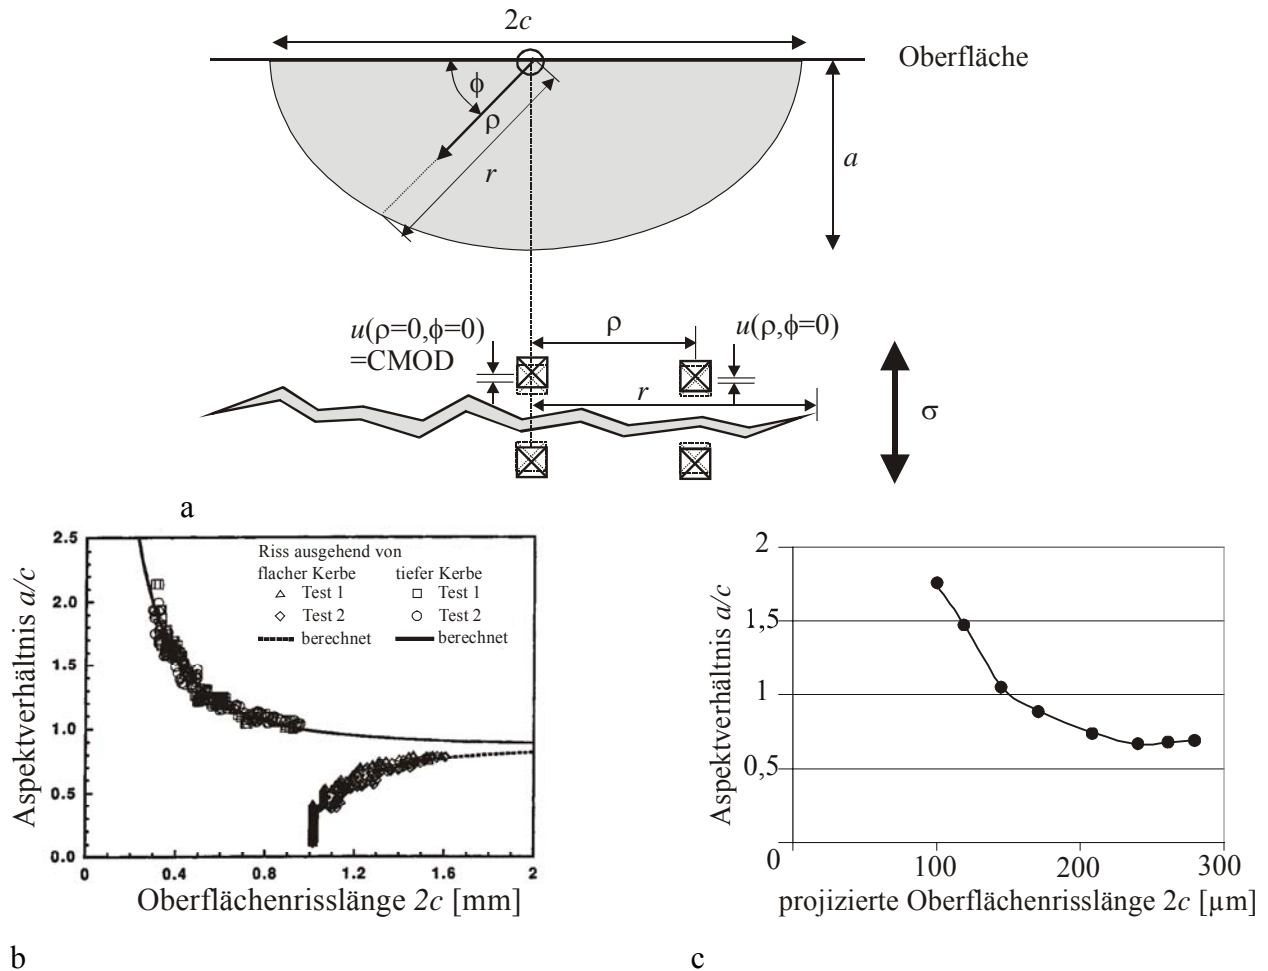 2c
Oberfläche
ϕ
ρ
r
a
u(ρ=0,ϕ=0)
=CMOD
ρ
u(ρ,ϕ=0)
r
σ
a
Aspektverhältnis a/c
2.5
2.0
1.5
1.0
0.5
0.0
Riss ausgehend von
flacher Kerbe tiefer Kerbe
Test 1 Test 1
Test 2 Test 2
berechnet berechnet
0 0.4 0.8 1.2 1.6 2
Oberflächenrisslänge 2c [mm]
b
Aspektverhältnis a/c
2
1,5
1
0,5
0
100 200 300
projizierte Oberflächenrisslänge 2c [µm]
c